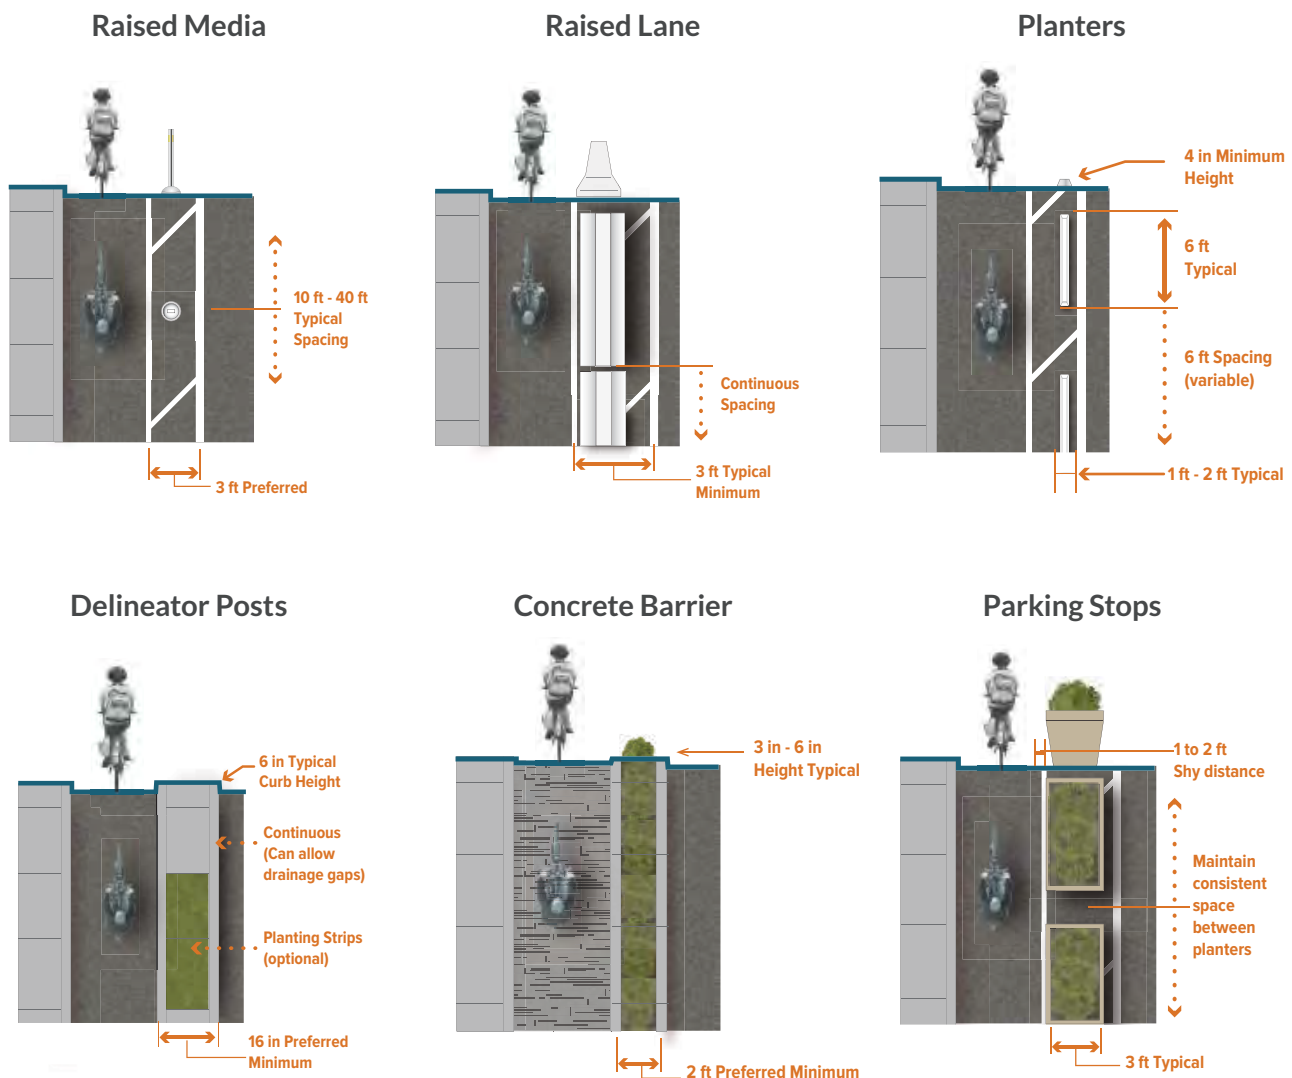 Raised Media
10 ft - 40 ft
Typical
Spacing
3 ft Preferred
Raised Lane
Continuous
Spacing
3 ft Typical
Minimum
Planters
4 in Minimum
Height
6 ft
Typical
6 ft Spacing
(variable)
1 ft - 2 ft Typical
Delineator Posts
6 in Typical
Curb Height
Continuous
(Can allow
drainage gaps)
Planting Strips
(optional)
16 in Preferred
Minimum
Concrete Barrier
3 in - 6 in
Height Typical
2 ft Preferred Minimum
Parking Stops
1 to 2 ft
Shy distance
Maintain
consistent
space
between
planters
3 ft Typical